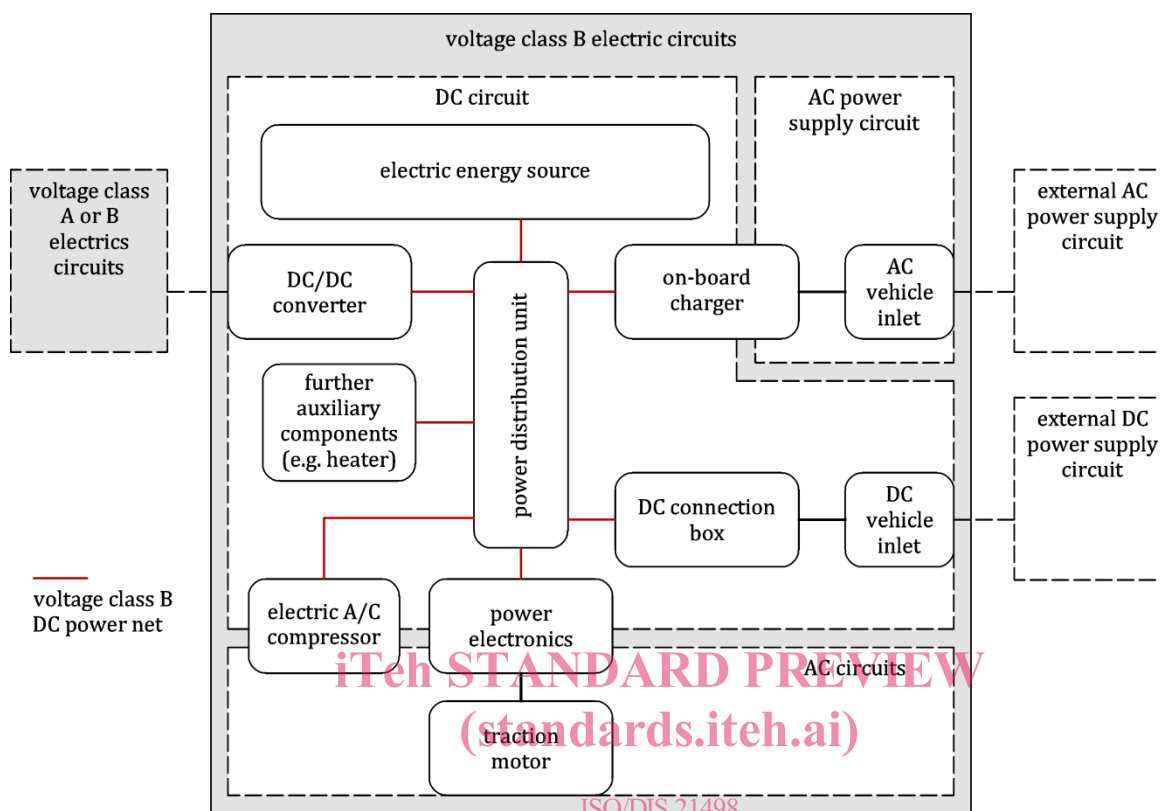 voltage class B electric circuits
DC circuit
AC power
supply circuit
electric energy source
voltage class
A or B
electrics
circuits
external AC
power supply
circuit
DC/DC
converter
power distribution unit
on-board
charger
AC
vehicle
inlet
further
auxiliary
components
(e.g. heater)
external DC
power supply
circuit
DC connection
box
DC
vehicle
inlet
voltage class B
DC power net
electric A/C
compressor
power
electronics
iTeh STANDARD PREVIEW
AC circuits
(standards.iteh.ai)
traction
motor
ISO/DIS 21498